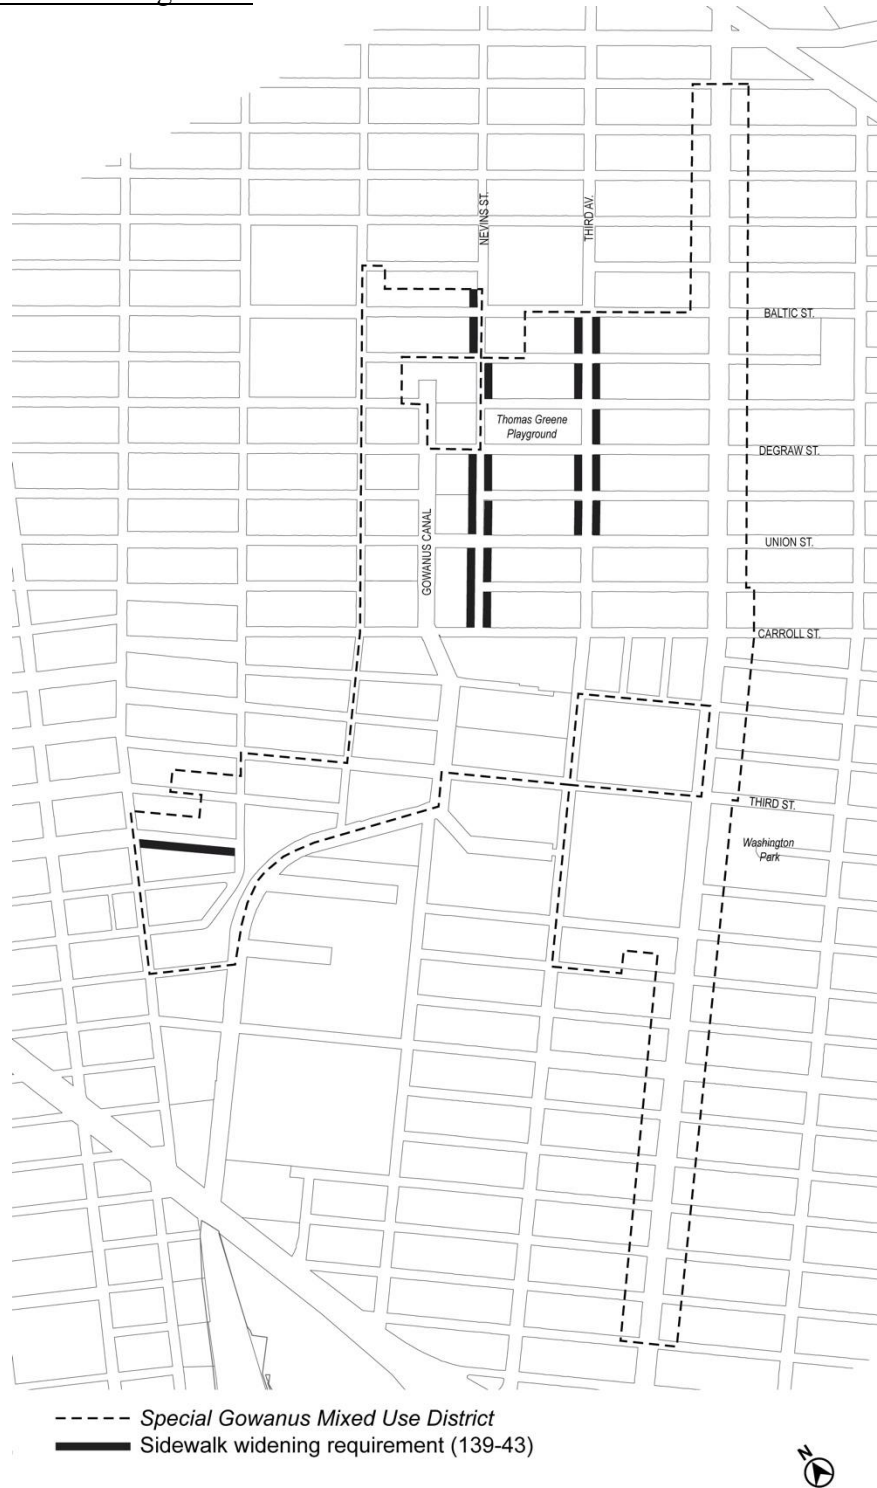 NEVINS ST.
THIRD AV.
BALTIC ST.
Thomas Greene
Playground
DEGRAW ST.
GOWANUS CANAL
UNION ST.
CARROLL ST.
THIRD ST.
Washington
Park
Special Gowanus Mixed Use District
Sidewalk widening requirement (139-43)
N